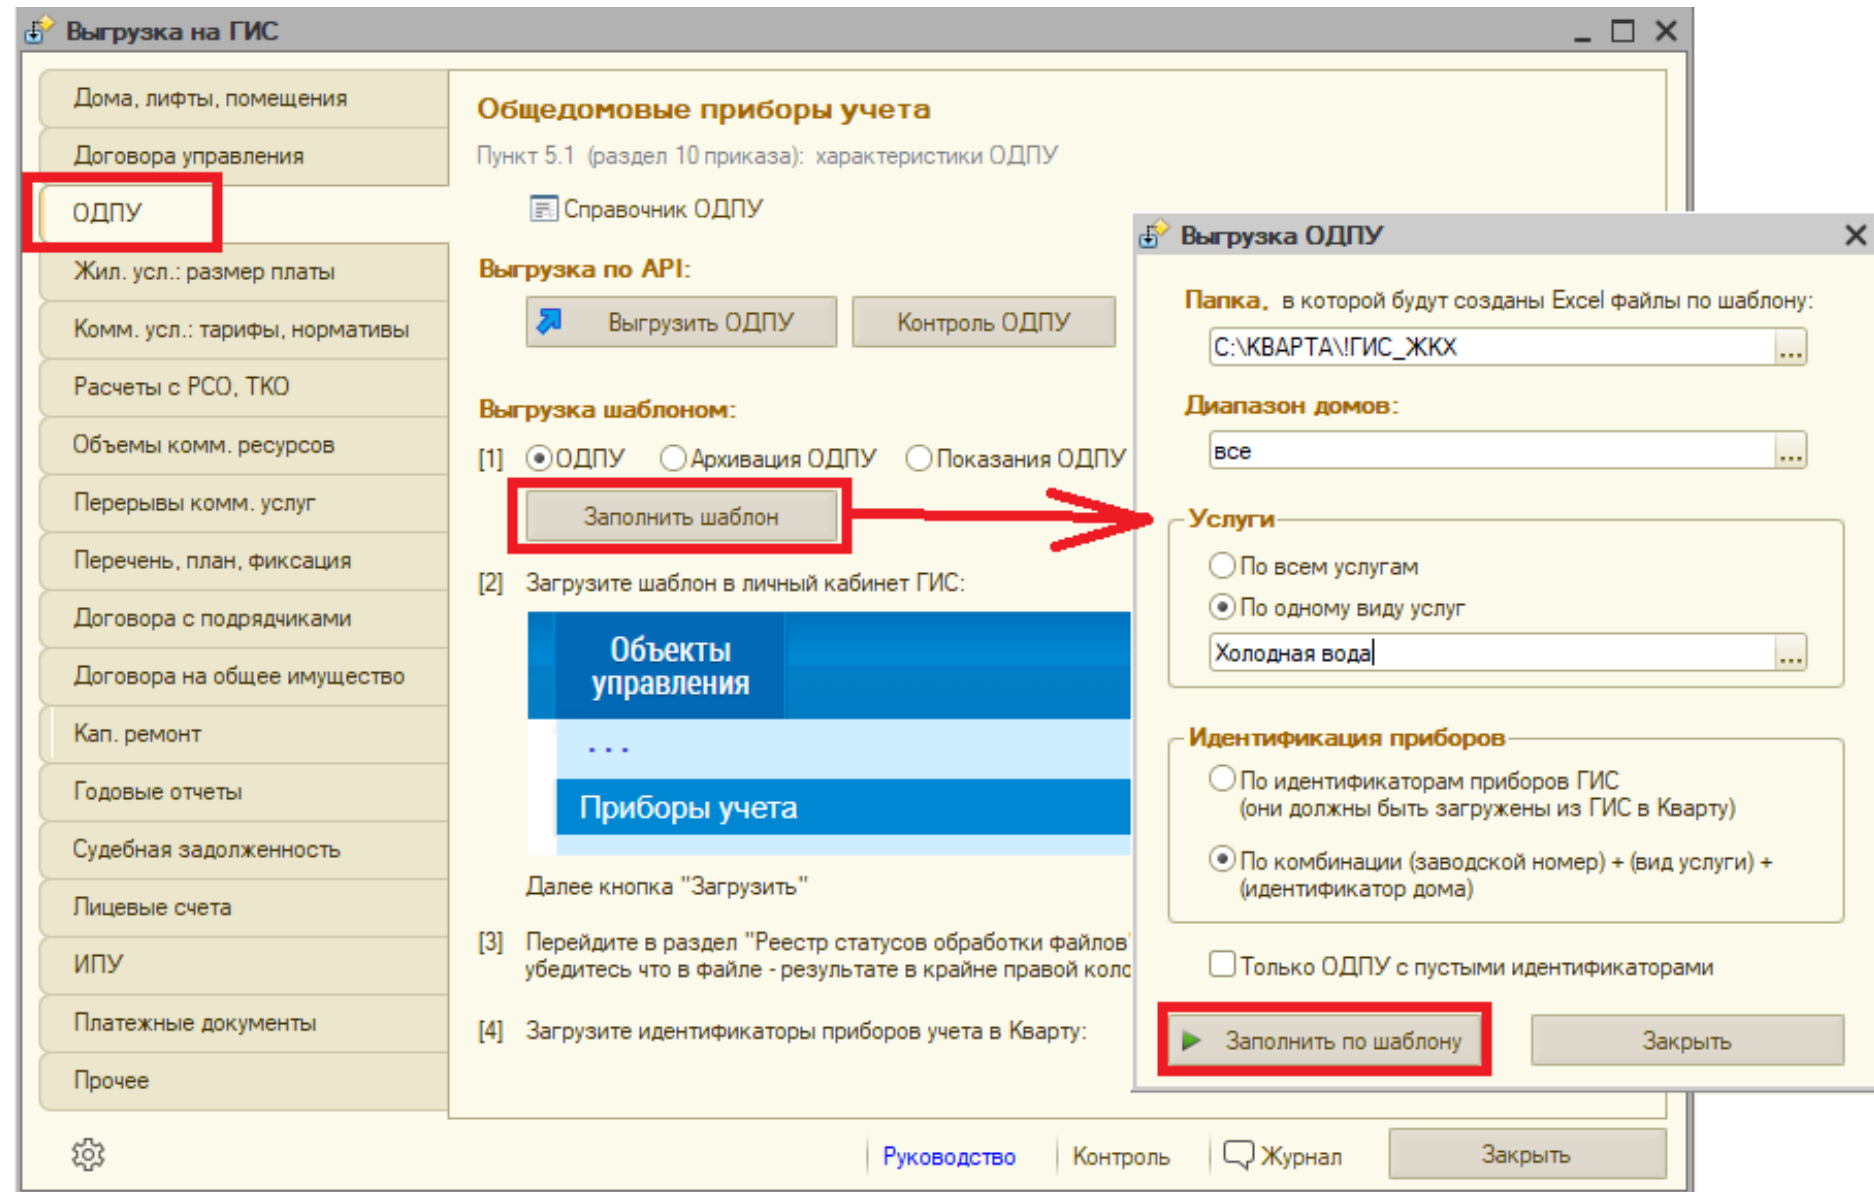 Выгрузка на ГИС
Дома, лифты, помещения
Договора управления
ОДПУ
Жил. усл.: размер платы
Комм. усл.: тарифы, нормативы
Расчеты с РСО, ТКО
Объемы комм. ресурсов
Перерывы комм. услуг
Перечень, план, фиксация
Договора с подрядчиками
Договора на общее имущество
Кап. ремонт
Годовые отчеты
Судебная задолженность
Лицевые счета
ИПУ
Платежные документы
Прочее
Общедомовые приборы учета
Пункт 5.1 (раздел 10 приказа): характеристики ОДПУ
Справочник ОДПУ
Выгрузка по API:
Выгрузить ОДПУ
Контроль ОДПУ
Выгрузка шаблоном:
[1] ОДПУ Архивация ОДПУ Показания ОДПУ
Заполнить шаблон
[2] Загрузите шаблон в личный кабинет ГИС:
Объекты
управления
...
Приборы учета
Далее кнопка "Загрузить"
[3] Перейдите в раздел "Реестр статусов обработки файлов"
убедитесь что в файле - результате в крайне правой
[4] Загрузите идентификаторы приборов учета в Кварту:
Руководство
Контроль
Журнал
Закрыть
Выгрузка ОДПУ
Папка, в которой будут созданы Excel файлы по шаблону:
C:\КВАРТА\!ГИС_ЖКХ
...
Диапазон домов:
все
...
Услуги
По всем услугам
По одному виду услуг
Холодная вода
...
Идентификация приборов
По идентификаторам приборов ГИС
(они должны быть загружены из ГИС в Кварту)
По комбинации (заводской номер) + (вид услуги) +
(идентификатор дома)
Только ОДПУ с пустыми идентификаторами
Заполнить по шаблону
Закрыть